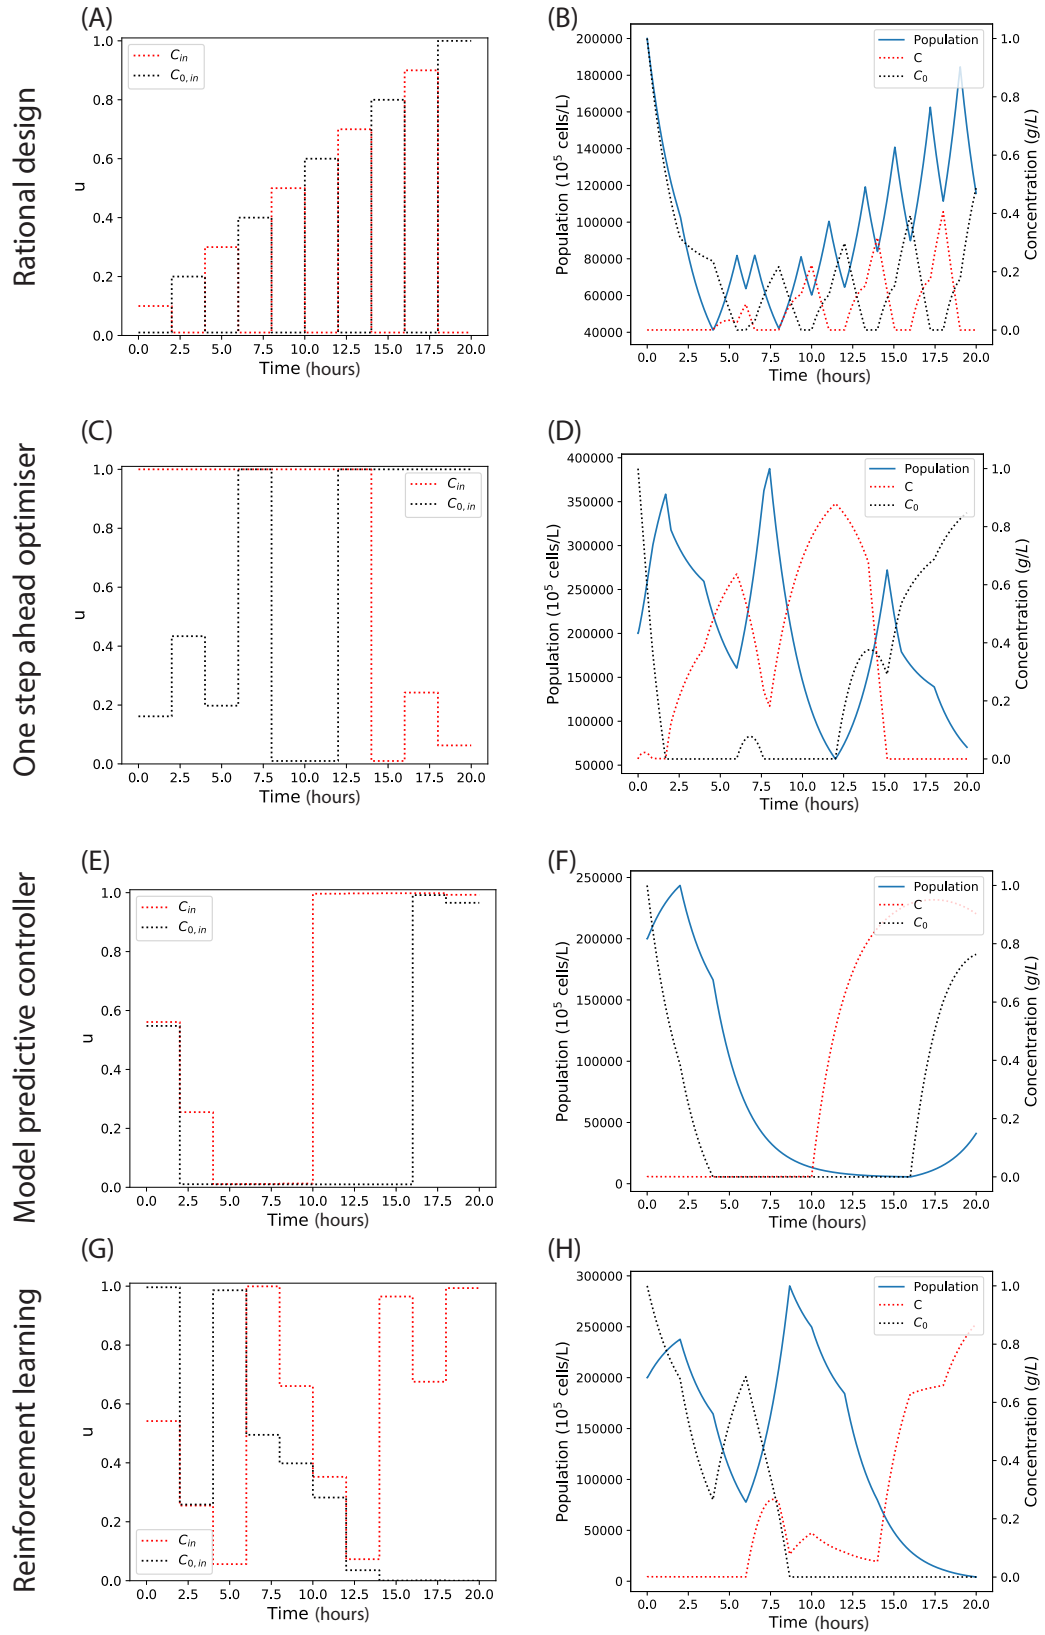 Rational design
(A)
C_in
C_0, in
1.0
0.8
0.6
0.4
0.2
0.0
u
0.0 2.5 5.0 7.5 10.0 12.5 15.0 17.5 20.0
Time (hours)
(B)
Population
C
C_0
200000
180000
160000
140000
120000
100000
80000
60000
40000
Population (10^5 cells/L)
1.0
0.8
0.6
0.4
0.2
0.0
Concentration (g/L)
0.0 2.5 5.0 7.5 10.0 12.5 15.0 17.5 20.0
Time (hours)
One step ahead optimiser
(C)
C_in
C_0, in
1.0
0.8
0.6
0.4
0.2
0.0
u
0.0 2.5 5.0 7.5 10.0 12.5 15.0 17.5 20.0
Time (hours)
(D)
Population
C
C_0
400000
350000
300000
250000
200000
150000
100000
50000
Population (10^5 cells/L)
1.0
0.8
0.6
0.4
0.2
0.0
Concentration (g/L)
0.0 2.5 5.0 7.5 10.0 12.5 15.0 17.5 20.0
Time (hours)
Model predictive controller
(E)
C_in
C_0, in
1.0
0.8
0.6
0.4
0.2
0.0
u
0.0 2.5 5.0 7.5 10.0 12.5 15.0 17.5 20.0
Time (hours)
(F)
Population
C
C_0
250000
200000
150000
100000
50000
0
Population (10^5 cells/L)
1.0
0.8
0.6
0.4
0.2
0.0
Concentration (g/L)
0.0 2.5 5.0 7.5 10.0 12.5 15.0 17.5 20.0
Time (hours)
Reinforcement learning
(G)
C_in
C_0, in
1.0
0.8
0.6
0.4
0.2
0.0
u
0.0 2.5 5.0 7.5 10.0 12.5 15.0 17.5 20.0
Time (hours)
(H)
Population
C
C_0
300000
250000
200000
150000
100000
50000
0
Population (10^5 cells/L)
1.0
0.8
0.6
0.4
0.2
0.0
Concentration (g/L)
0.0 2.5 5.0 7.5 10.0 12.5 15.0 17.5 20.0
Time (hours)